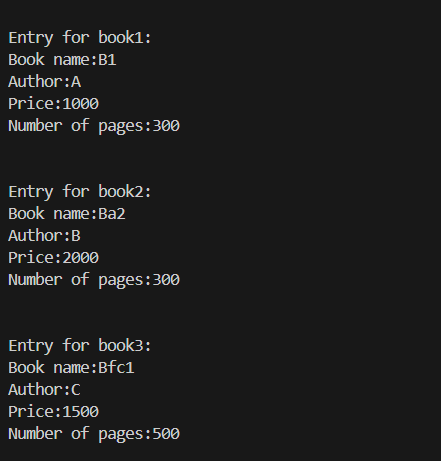 Entry for book1:
Book name:B1
Author:A
Price:1000
Number of pages:300
Entry for book2:
Book name:Ba2
Author:B
Price:2000
Number of pages:300
Entry for book3:
Book name:Bfc1
Author:C
Price:1500
Number of pages:500